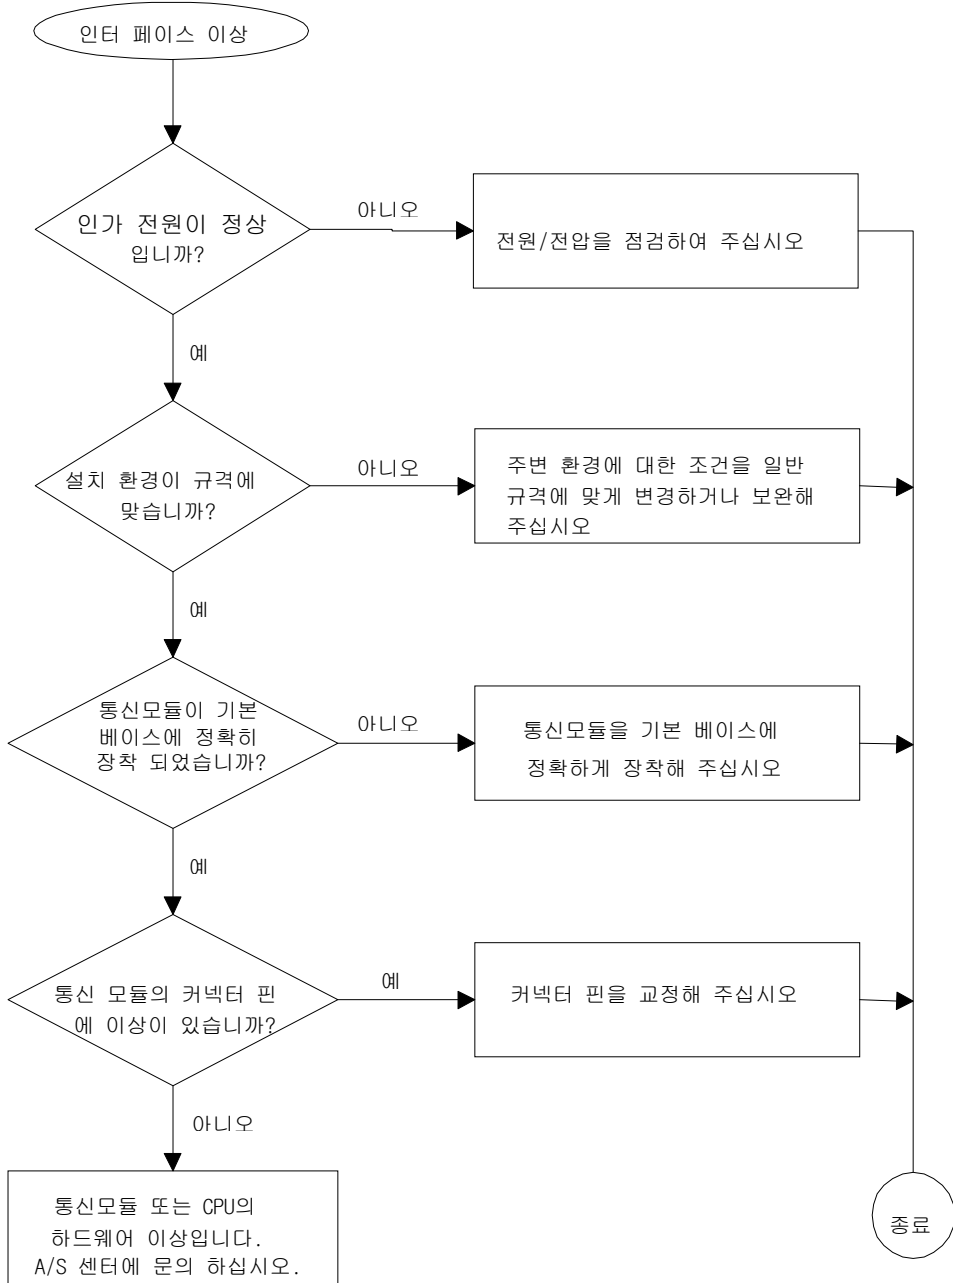 인터 페이스 이상
인가 전원이 정상
입니까?
아니오
전원/전압을 점검하여 주십시오
예
설치 환경이 규격에
맞습니까?
아니오
주변 환경에 대한 조건을 일반
규격에 맞게 변경하거나 보완해
주십시오
예
통신모듈이 기본
베이스에 정확히
장착 되었습니까?
아니오
통신모듈을 기본 베이스에
정확하게 장착해 주십시오
예
통신 모듈의 커넥터 핀
에 이상이 있습니까?
예
커넥터 핀을 교정해 주십시오
아니오
통신모듈 또는 CPU의
하드웨어 이상입니다.
A/S 센터에 문의 하십시오.
종료